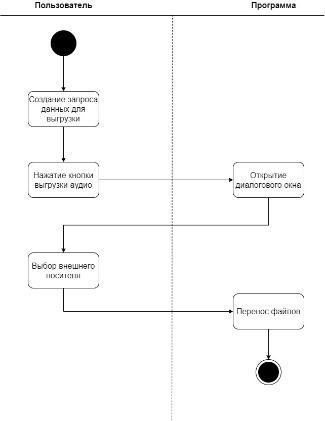 Пользователь
Программа
Создание запроса
данных для
выгрузки
Нажатие кнопки
выгрузки аудио
Открытие
диалогового окна
Выбор внешнего
носителя
Перенос файлов